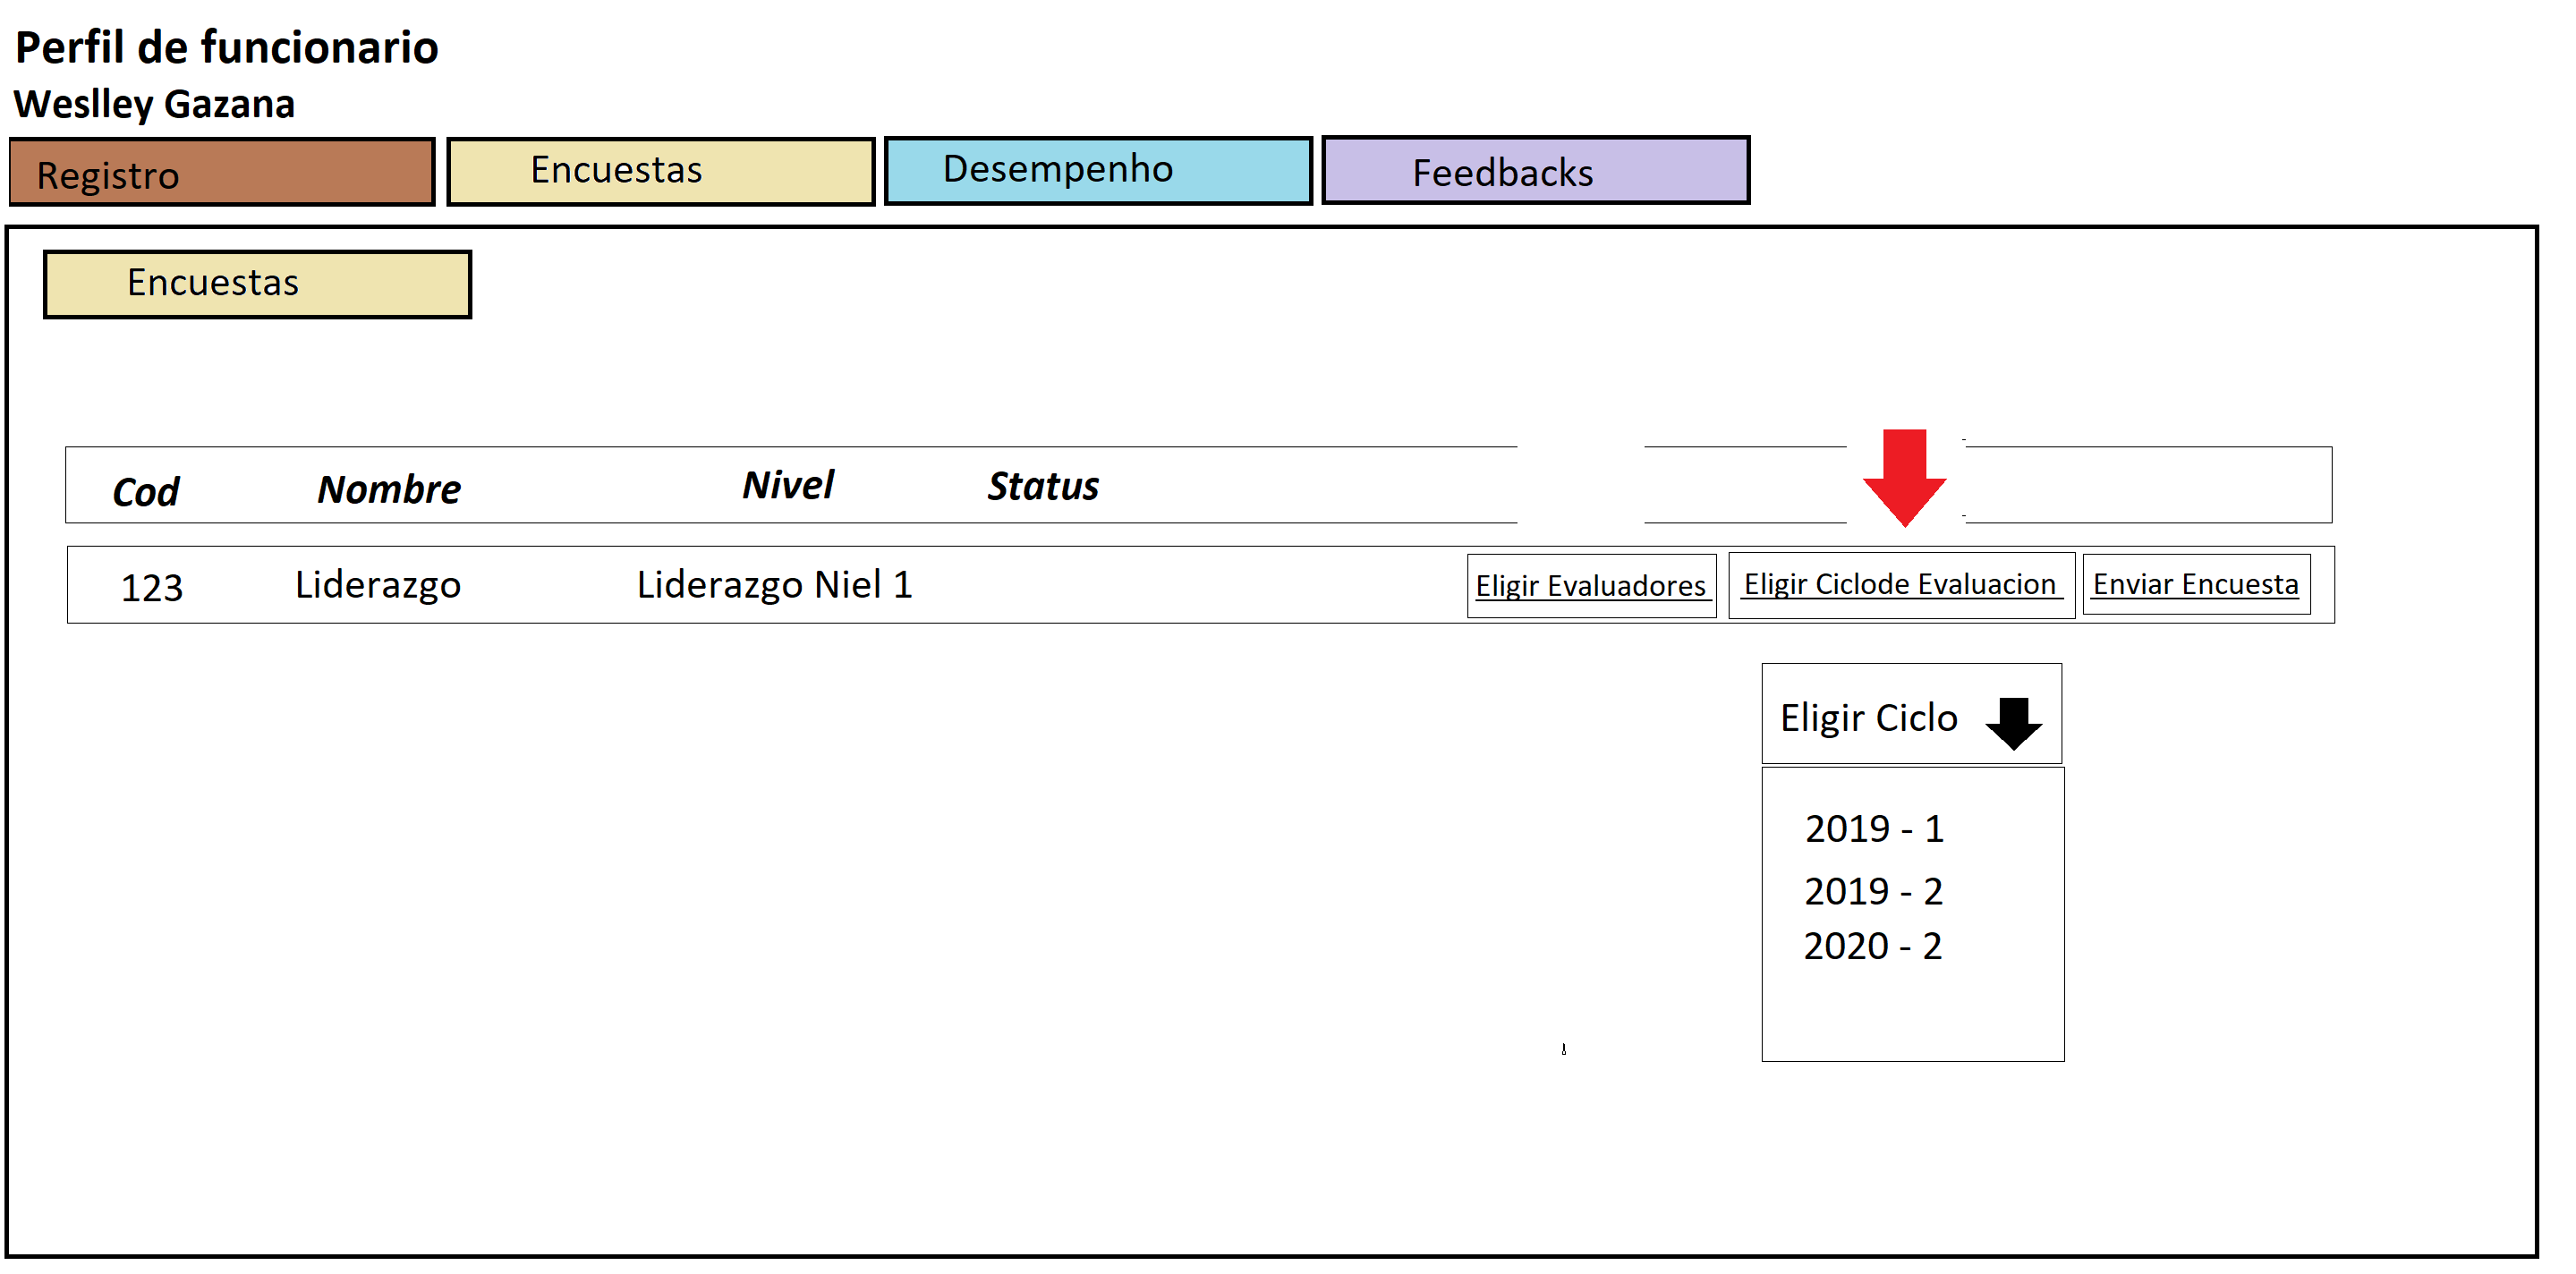 Perfil de funcionario
Weslley Gazana
Registro Encuestas Desempenho Feedbacks
Encuestas
Cod Nombre Nivel Status
123 Liderazgo Liderazgo Niel 1 Eligir Evaluadores Eligir Ciclode Evaluacion Enviar Encuesta
Eligir Ciclo
2019 - 1
2019 - 2
2020 - 2